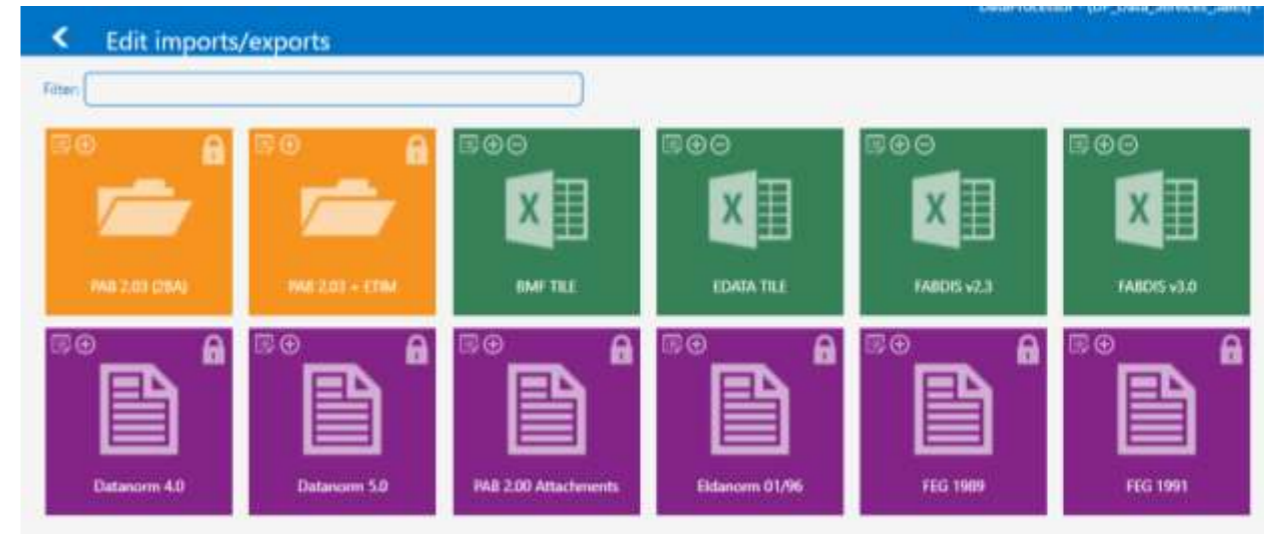 Edit imports/exports
Filter:
PAB 2.03 (2BA)
PAB 2.03 + ETIM
BMF TILE
EDATA TILE
FABDIS v2.3
FABDIS v3.0
Datanorm 4.0
Datanorm 5.0
PAB 2.00 Attachments
Eldanorm 01/96
FEG 1989
FEG 1991